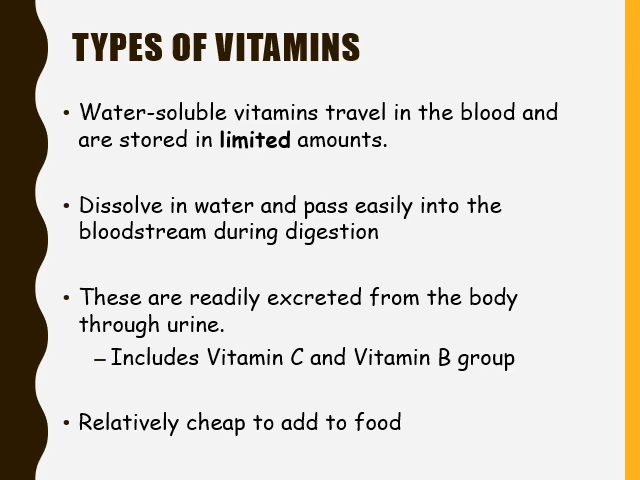 TYPES OF VITAMINS
• Water-soluble vitamins travel in the blood and
are stored in limited amounts.
• Dissolve in water and pass easily into the
bloodstream during digestion
• These are readily excreted from the body
through urine.
– Includes Vitamin C and Vitamin B group
• Relatively cheap to add to food